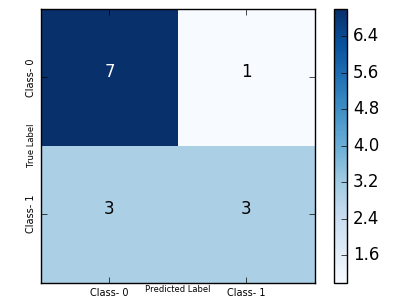 7 1
3 3
Class- 0
True Label
Class- 1
Class- 0 Predicted Label Class- 1
6.4
5.6
4.8
4.0
3.2
2.4
1.6